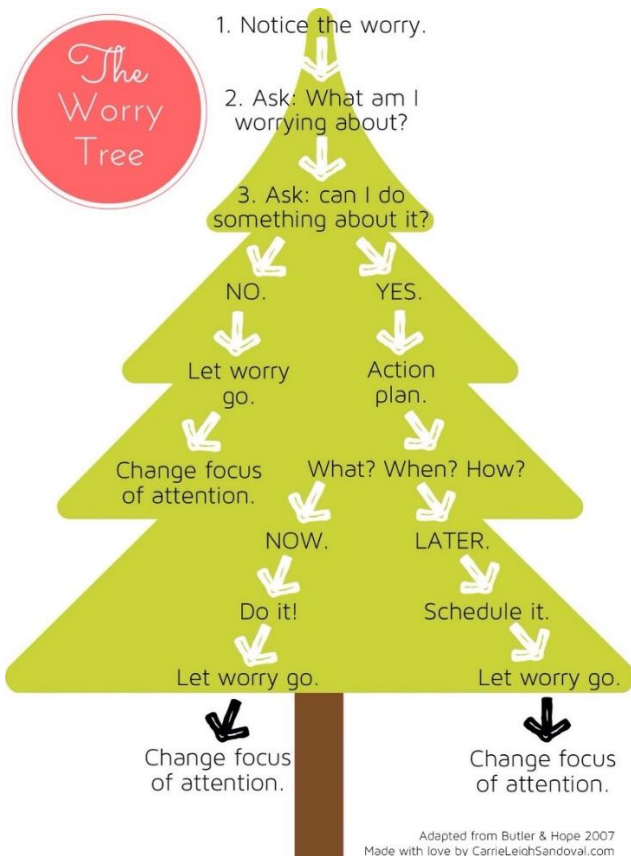 The
Worry
Tree
1. Notice the worry.
2. Ask: What am I
worrying about?
3. Ask: can I do
something about it?
NO.
YES.
Let worry
go.
Action
plan.
Change focus
of attention.
What? When? How?
NOW.
LATER.
Do it!
Schedule it.
Let worry go.
Let worry go.
Change focus
of attention.
Change focus
of attention.
Adapted from Butler & Hope 2007
Made with love by CarrieLeighSandoval.com